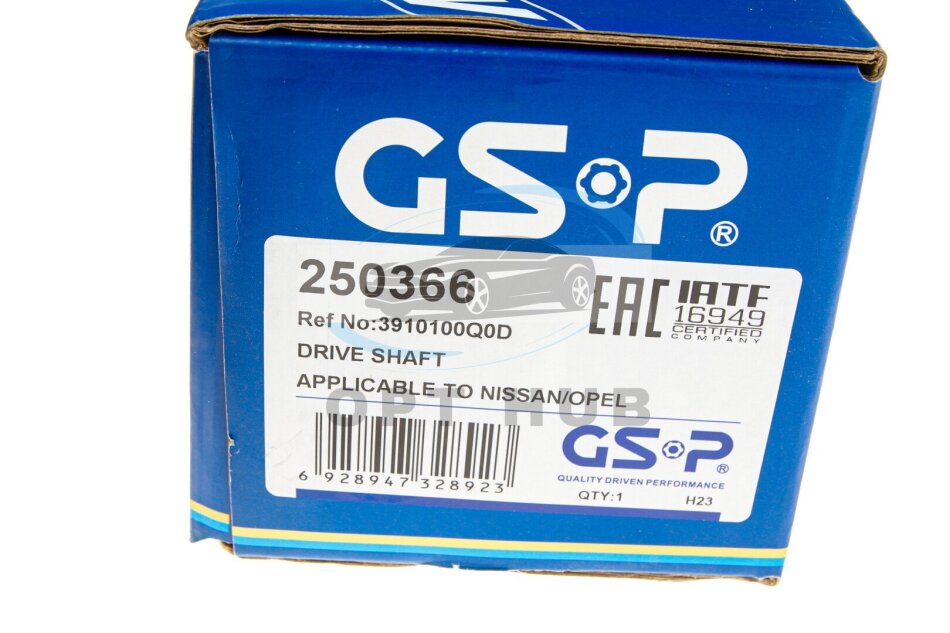 GSP®
250366
EAC
IATF
16949
CERTIFIED
COMPANY
Ref No:3910100Q0D
DRIVE SHAFT
APPLICABLE TO NISSAN/OPEL
OPT HUB
6 928947 328923
GSP®
QUALITY DRIVEN PERFORMANCE
QTY:1
H23